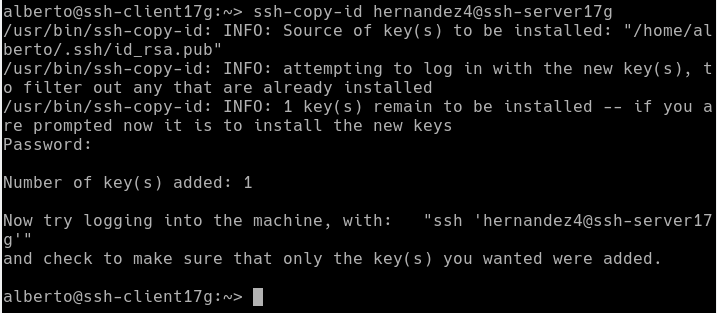 alberto@ssh-client17g:~> ssh-copy-id hernandez4@ssh-server17g
/usr/bin/ssh-copy-id: INFO: Source of key(s) to be installed: "/home/al
berto/.ssh/id_rsa.pub"
/usr/bin/ssh-copy-id: INFO: attempting to log in with the new key(s), t
o filter out any that are already installed
/usr/bin/ssh-copy-id: INFO: 1 key(s) remain to be installed -- if you a
re prompted now it is to install the new keys
Password:
Number of key(s) added: 1
Now try logging into the machine, with:   "ssh 'hernandez4@ssh-server17
g'"
and check to make sure that only the key(s) you wanted were added.
alberto@ssh-client17g:~>